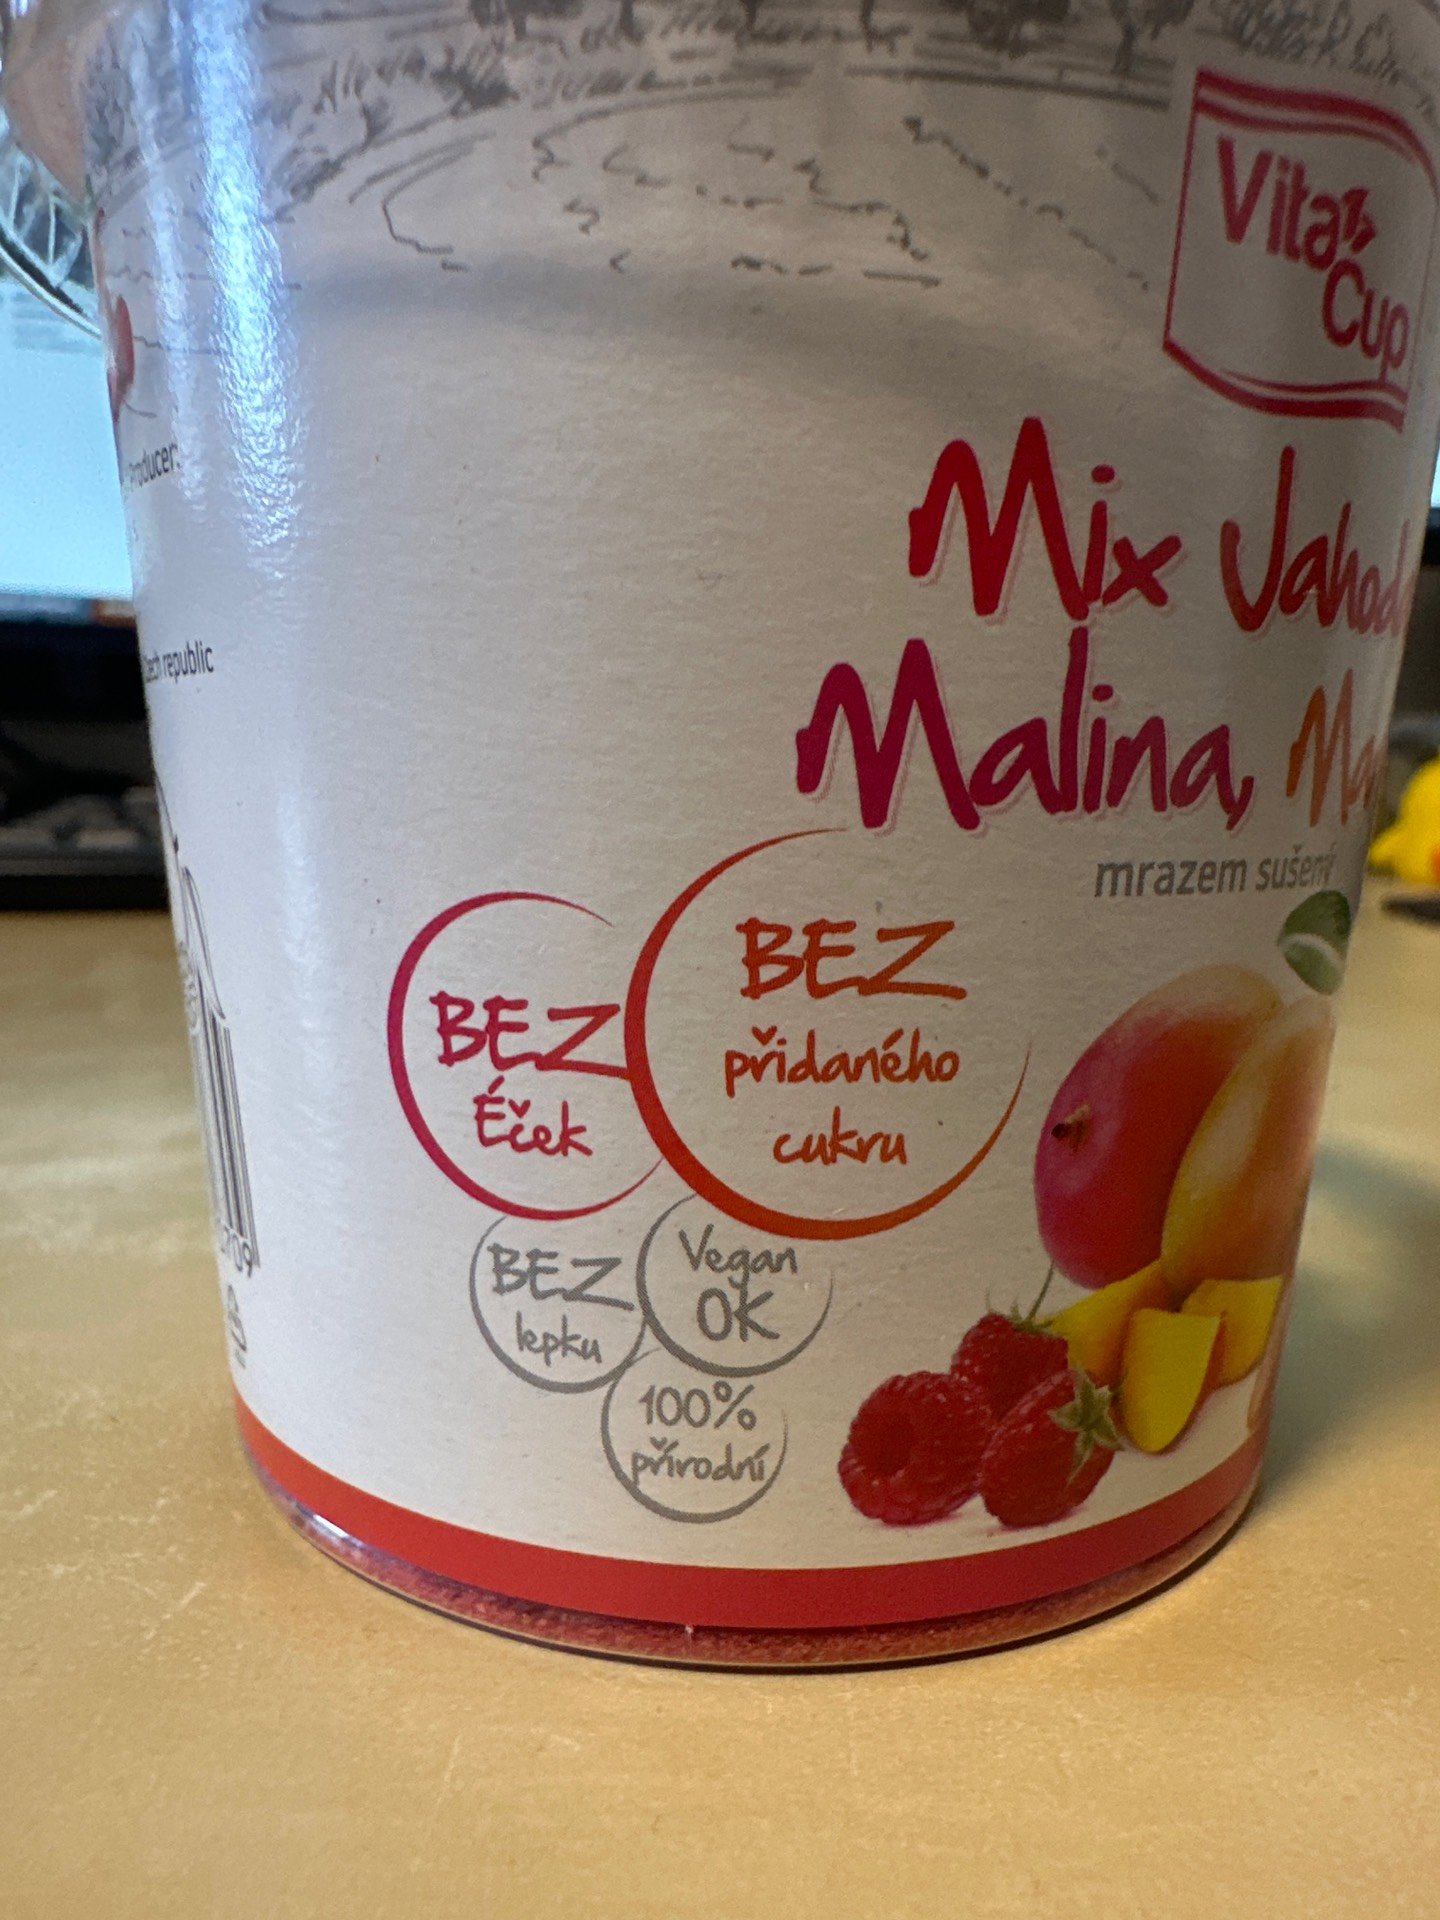 Vita
Cup
Mix Jahod
Malina,
mrazem sušený
BEZ
přidaného
cukru
BEZ
Éček
BEZ
lepku
Vegan
OK
100%
přírodní
Producer:
republic